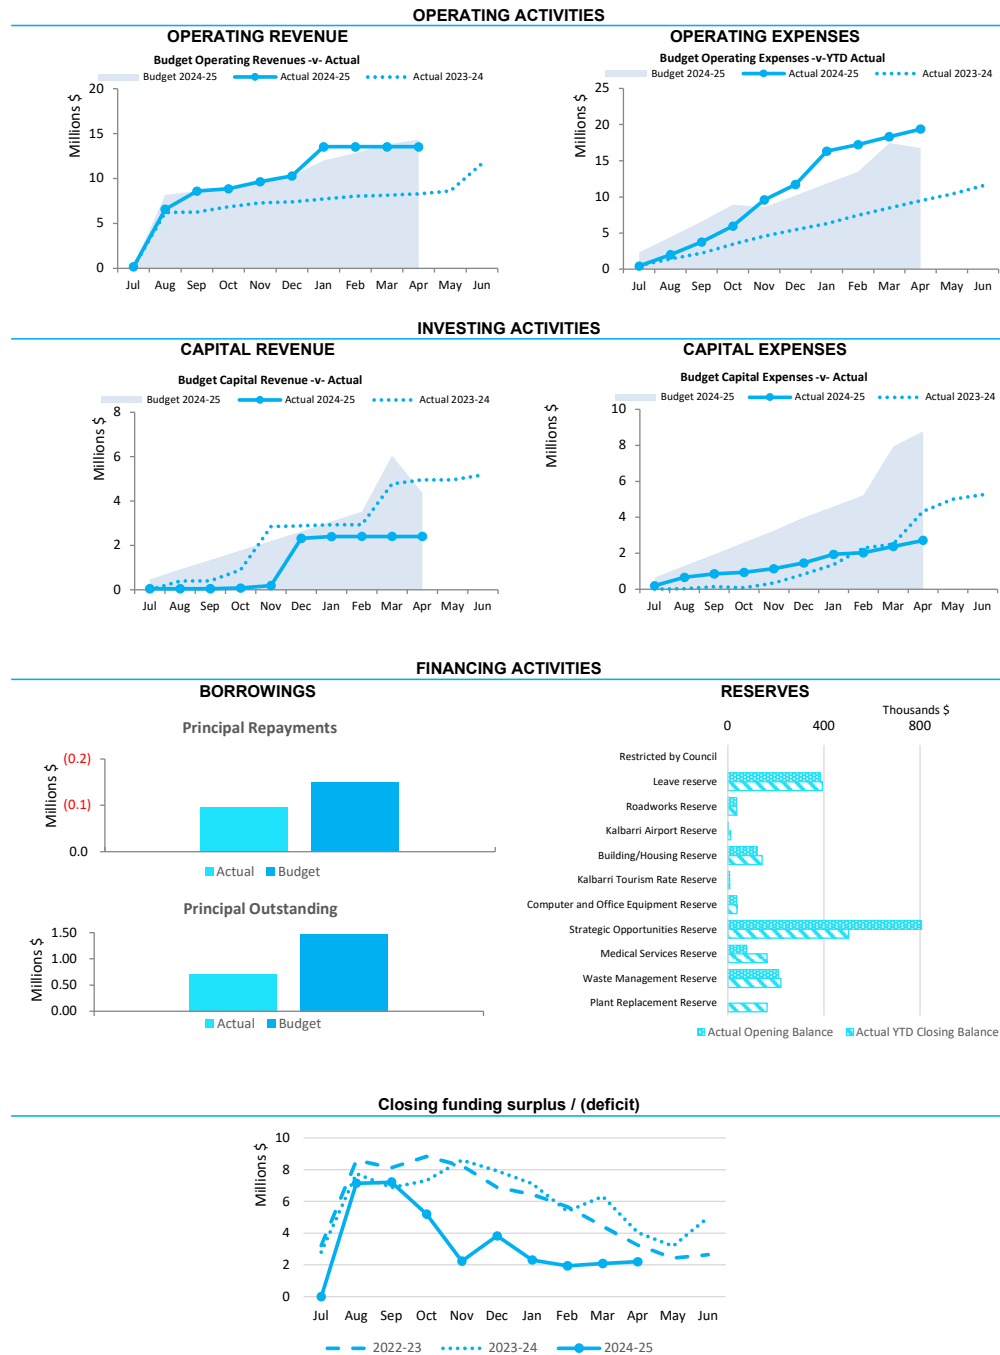 OPERATING ACTIVITIES
OPERATING REVENUE
Budget Operating Revenues -v- Actual
Budget 2024-25 Actual 2024-25 Actual 2023-24
Millions $
20
15
10
5
0
Jul Aug Sep Oct Nov Dec Jan Feb Mar Apr May Jun
OPERATING EXPENSES
Budget Operating Expenses -v-YTD Actual
Budget 2024-25 Actual 2024-25 Actual 2023-24
Millions $
25
20
15
10
5
0
Jul Aug Sep Oct Nov Dec Jan Feb Mar Apr May Jun
INVESTING ACTIVITIES
CAPITAL REVENUE
Budget Capital Revenue -v- Actual
Budget 2024-25 Actual 2024-25 Actual 2023-24
Millions $
8
6
4
2
0
Jul Aug Sep Oct Nov Dec Jan Feb Mar Apr May Jun
CAPITAL EXPENSES
Budget Capital Expenses -v- Actual
Budget 2024-25 Actual 2024-25 Actual 2023-24
Millions $
10
8
6
4
2
0
Jul Aug Sep Oct Nov Dec Jan Feb Mar Apr May Jun
FINANCING ACTIVITIES
BORROWINGS
Principal Repayments
Millions $
(0.2)
(0.1)
0.0
Actual Budget
Principal Outstanding
Millions $
1.50
1.00
0.50
0.00
Actual Budget
RESERVES
Thousands $
0 400 800
Restricted by Council
Leave reserve
Roadworks Reserve
Kalbarri Airport Reserve
Building/Housing Reserve
Kalbarri Tourism Rate Reserve
Computer and Office Equipment Reserve
Strategic Opportunities Reserve
Medical Services Reserve
Waste Management Reserve
Plant Replacement Reserve
Actual Opening Balance Actual YTD Closing Balance
Closing funding surplus / (deficit)
Millions $
10
8
6
4
2
0
Jul Aug Sep Oct Nov Dec Jan Feb Mar Apr May Jun
2022-23 2023-24 2024-25